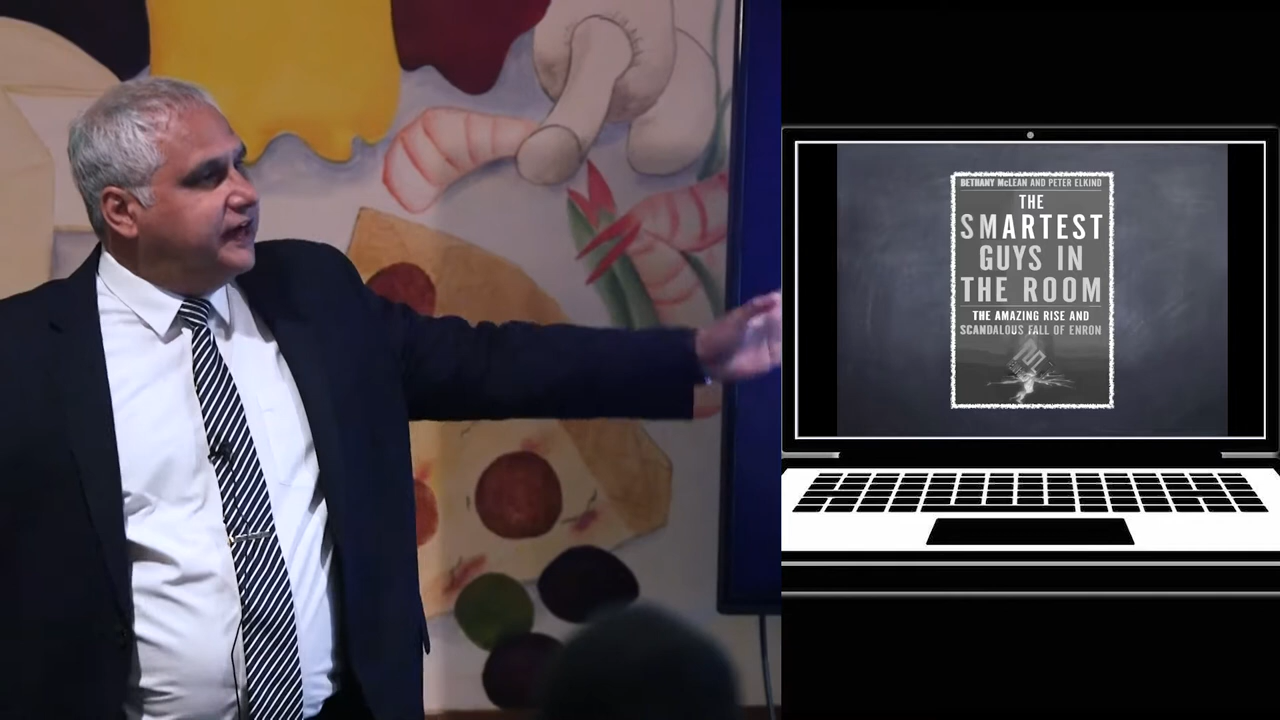 BETHANY McLEAN AND PETER ELKIND
THE
SMARTEST
GUYS IN
THE ROOM
THE AMAZING RISE AND
SCANDALOUS FALL OF ENRON